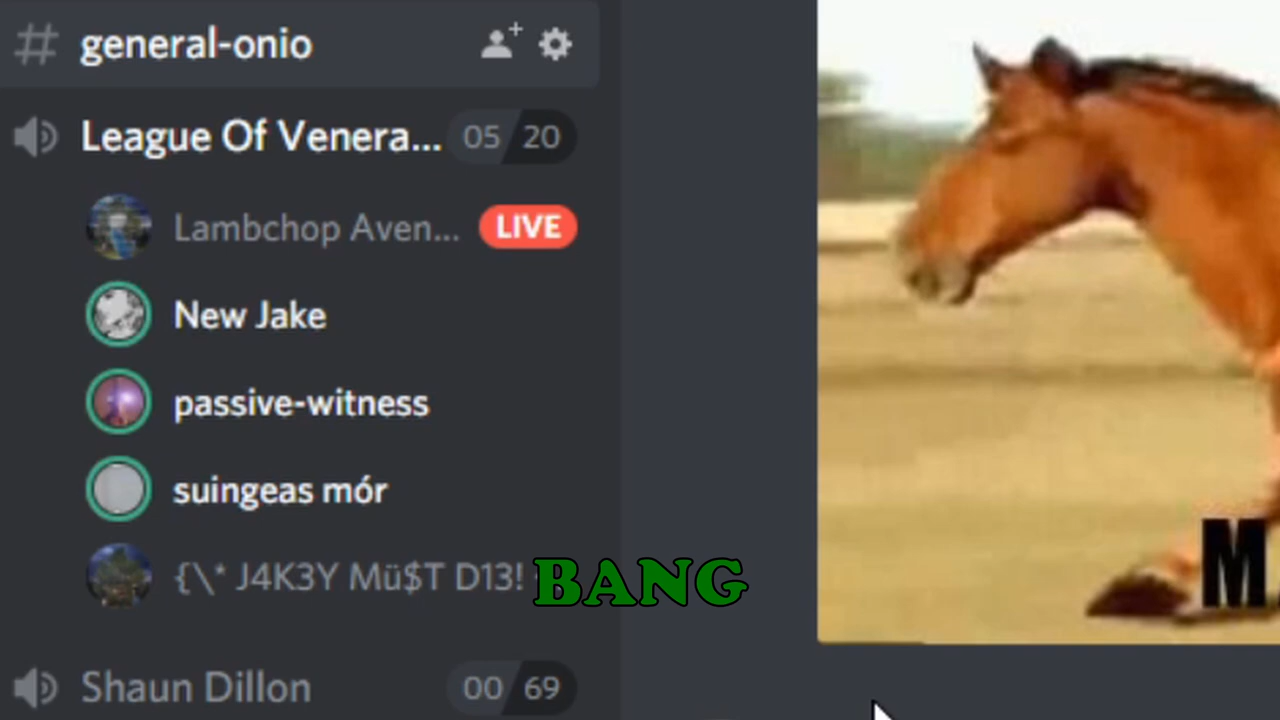 # general-onio
League Of Venera... 05 20
Lambchop Aven... LIVE
New Jake
passive-witness
suingeas mór
{\* J4K3Y Mü$T D13!
BANG
M
Shaun Dillon 00 69